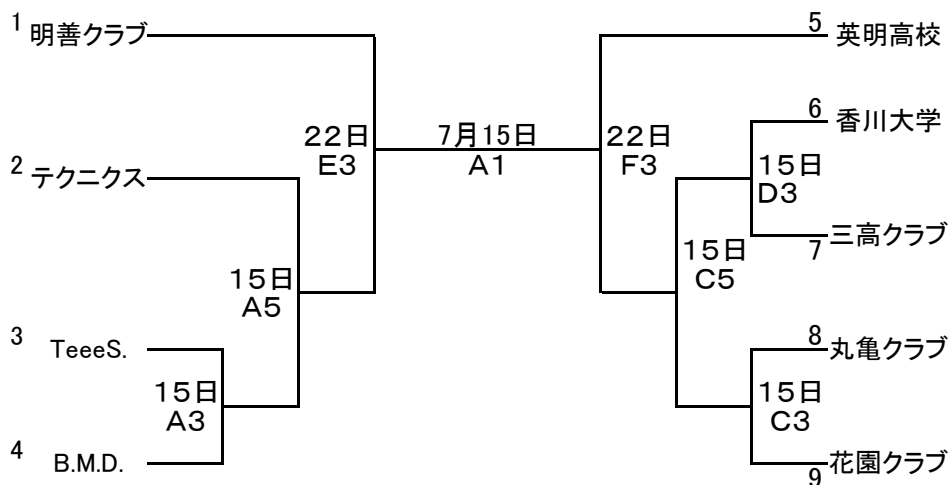 1 明善クラブ
5 英明高校
6 香川大学
22日
E3
7月15日
A1
22日
F3
2 テクニクス
15日
D3
7 三高クラブ
15日
A5
15日
C5
3 TeeeS.
8 丸亀クラブ
15日
A3
15日
C3
4 B.M.D.
9 花園クラブ